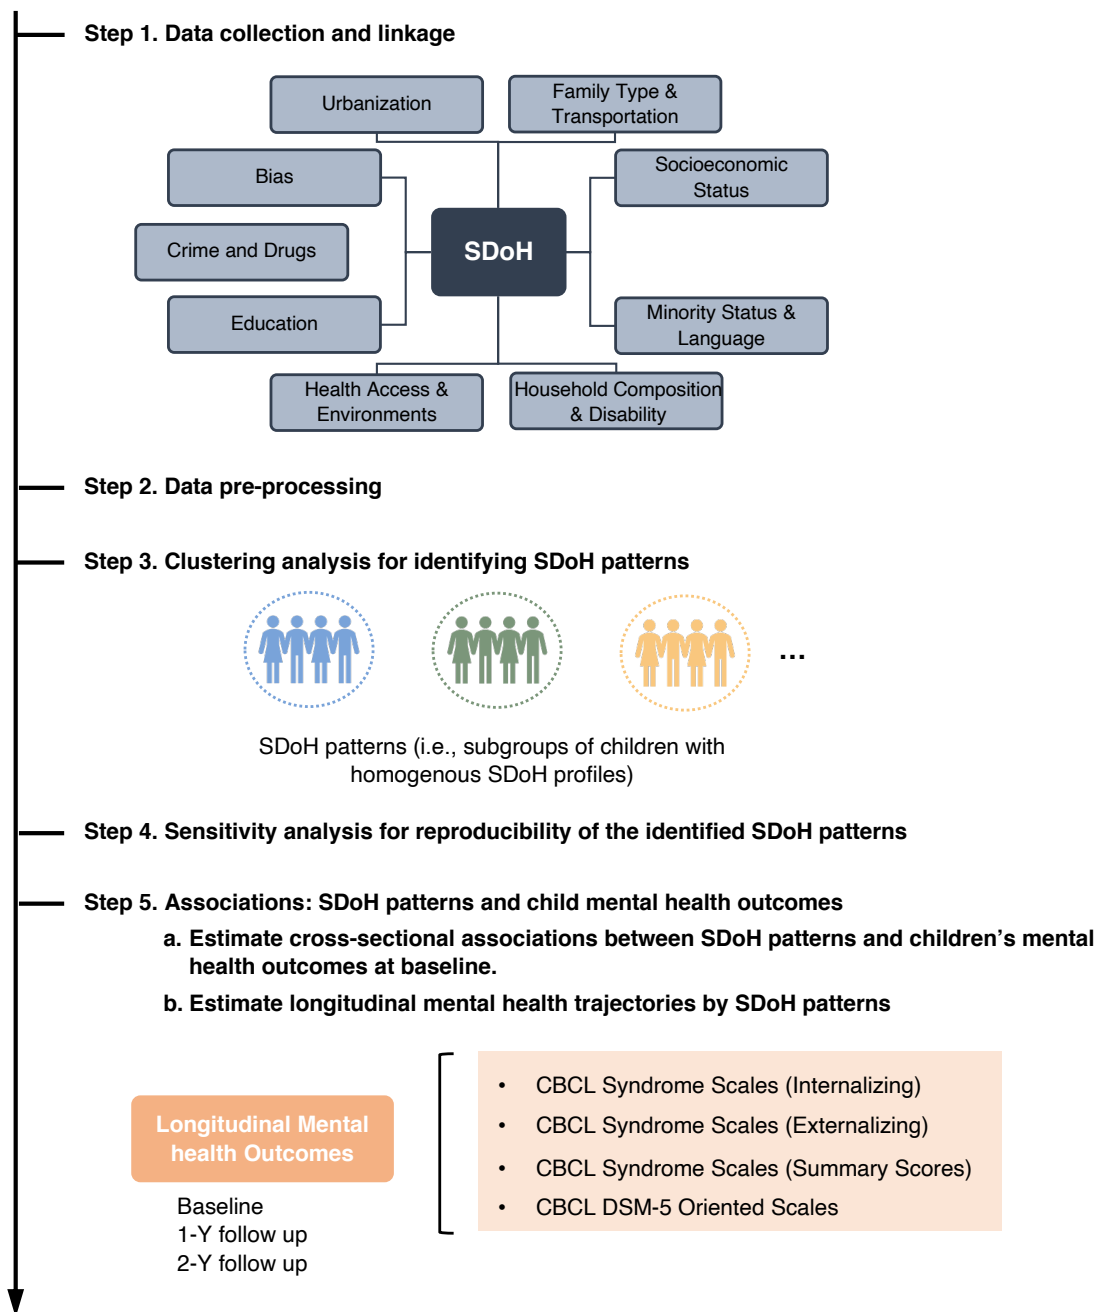 Step 1. Data collection and linkage
Urbanization
Family Type &
Transportation
Bias
Socioeconomic
Status
Crime and Drugs
SDoH
Education
Minority Status &
Language
Health Access &
Environments
Household Composition
& Disability
Step 2. Data pre-processing
Step 3. Clustering analysis for identifying SDoH patterns
...
SDoH patterns (i.e., subgroups of children with
homogenous SDoH profiles)
Step 4. Sensitivity analysis for reproducibility of the identified SDoH patterns
Step 5. Associations: SDoH patterns and child mental health outcomes
a. Estimate cross-sectional associations between SDoH patterns and children’s mental
health outcomes at baseline.
b. Estimate longitudinal mental health trajectories by SDoH patterns
Longitudinal Mental
health Outcomes
Baseline
1-Y follow up
2-Y follow up
• CBCL Syndrome Scales (Internalizing)
• CBCL Syndrome Scales (Externalizing)
• CBCL Syndrome Scales (Summary Scores)
• CBCL DSM-5 Oriented Scales